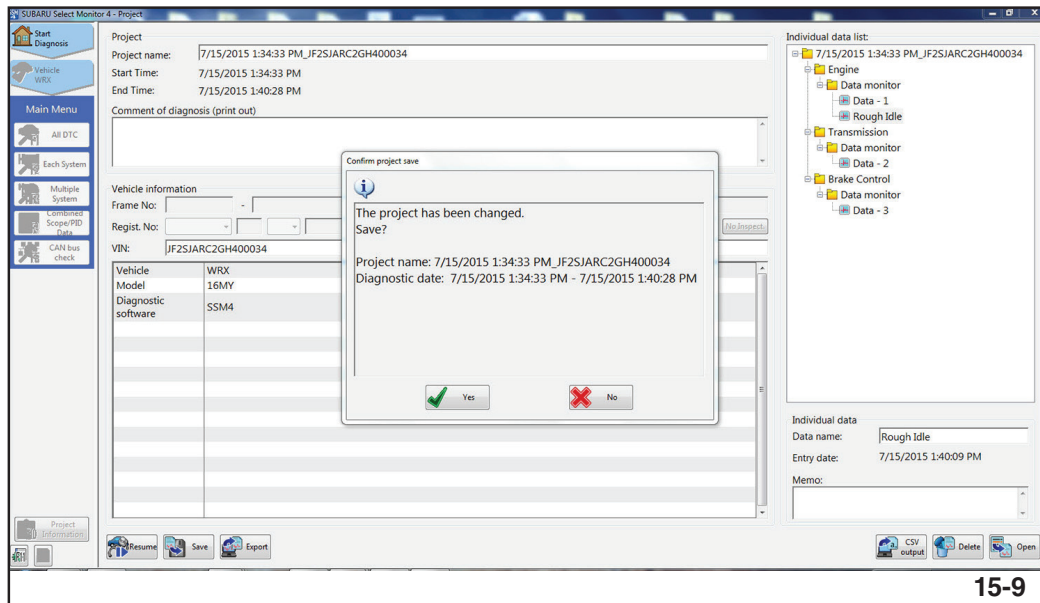 SUBARU Select Monitor 4 - Project
Start
Diagnosis
Vehicle
WRX
Main Menu
All DTC
Each System
Multiple
System
Combined
Scope/PID
Data
CAN bus
check
Project
Information
Project
Project name: 7/15/2015 1:34:33 PM_JF2SJARC2GH400034
Start Time: 7/15/2015 1:34:33 PM
End Time: 7/15/2015 1:40:28 PM
Comment of diagnosis (print out)
Vehicle information
Frame No: -
Regist. No:
No Inspect.
VIN: JF2SJARC2GH400034
Vehicle WRX
Model 16MY
Diagnostic
software SSM4
Confirm project save
The project has been changed.
Save?
Project name: 7/15/2015 1:34:33 PM_JF2SJARC2GH400034
Diagnostic date: 7/15/2015 1:34:33 PM - 7/15/2015 1:40:28 PM
Yes No
Individual data list:
7/15/2015 1:34:33 PM_JF2SJARC2GH400034
Engine
Data monitor
Data - 1
Rough Idle
Transmission
Data monitor
Data - 2
Brake Control
Data monitor
Data - 3
Individual data
Data name: Rough Idle
Entry date: 7/15/2015 1:40:09 PM
Memo:
Resume Save Export
CSV
output Delete Open
15-9